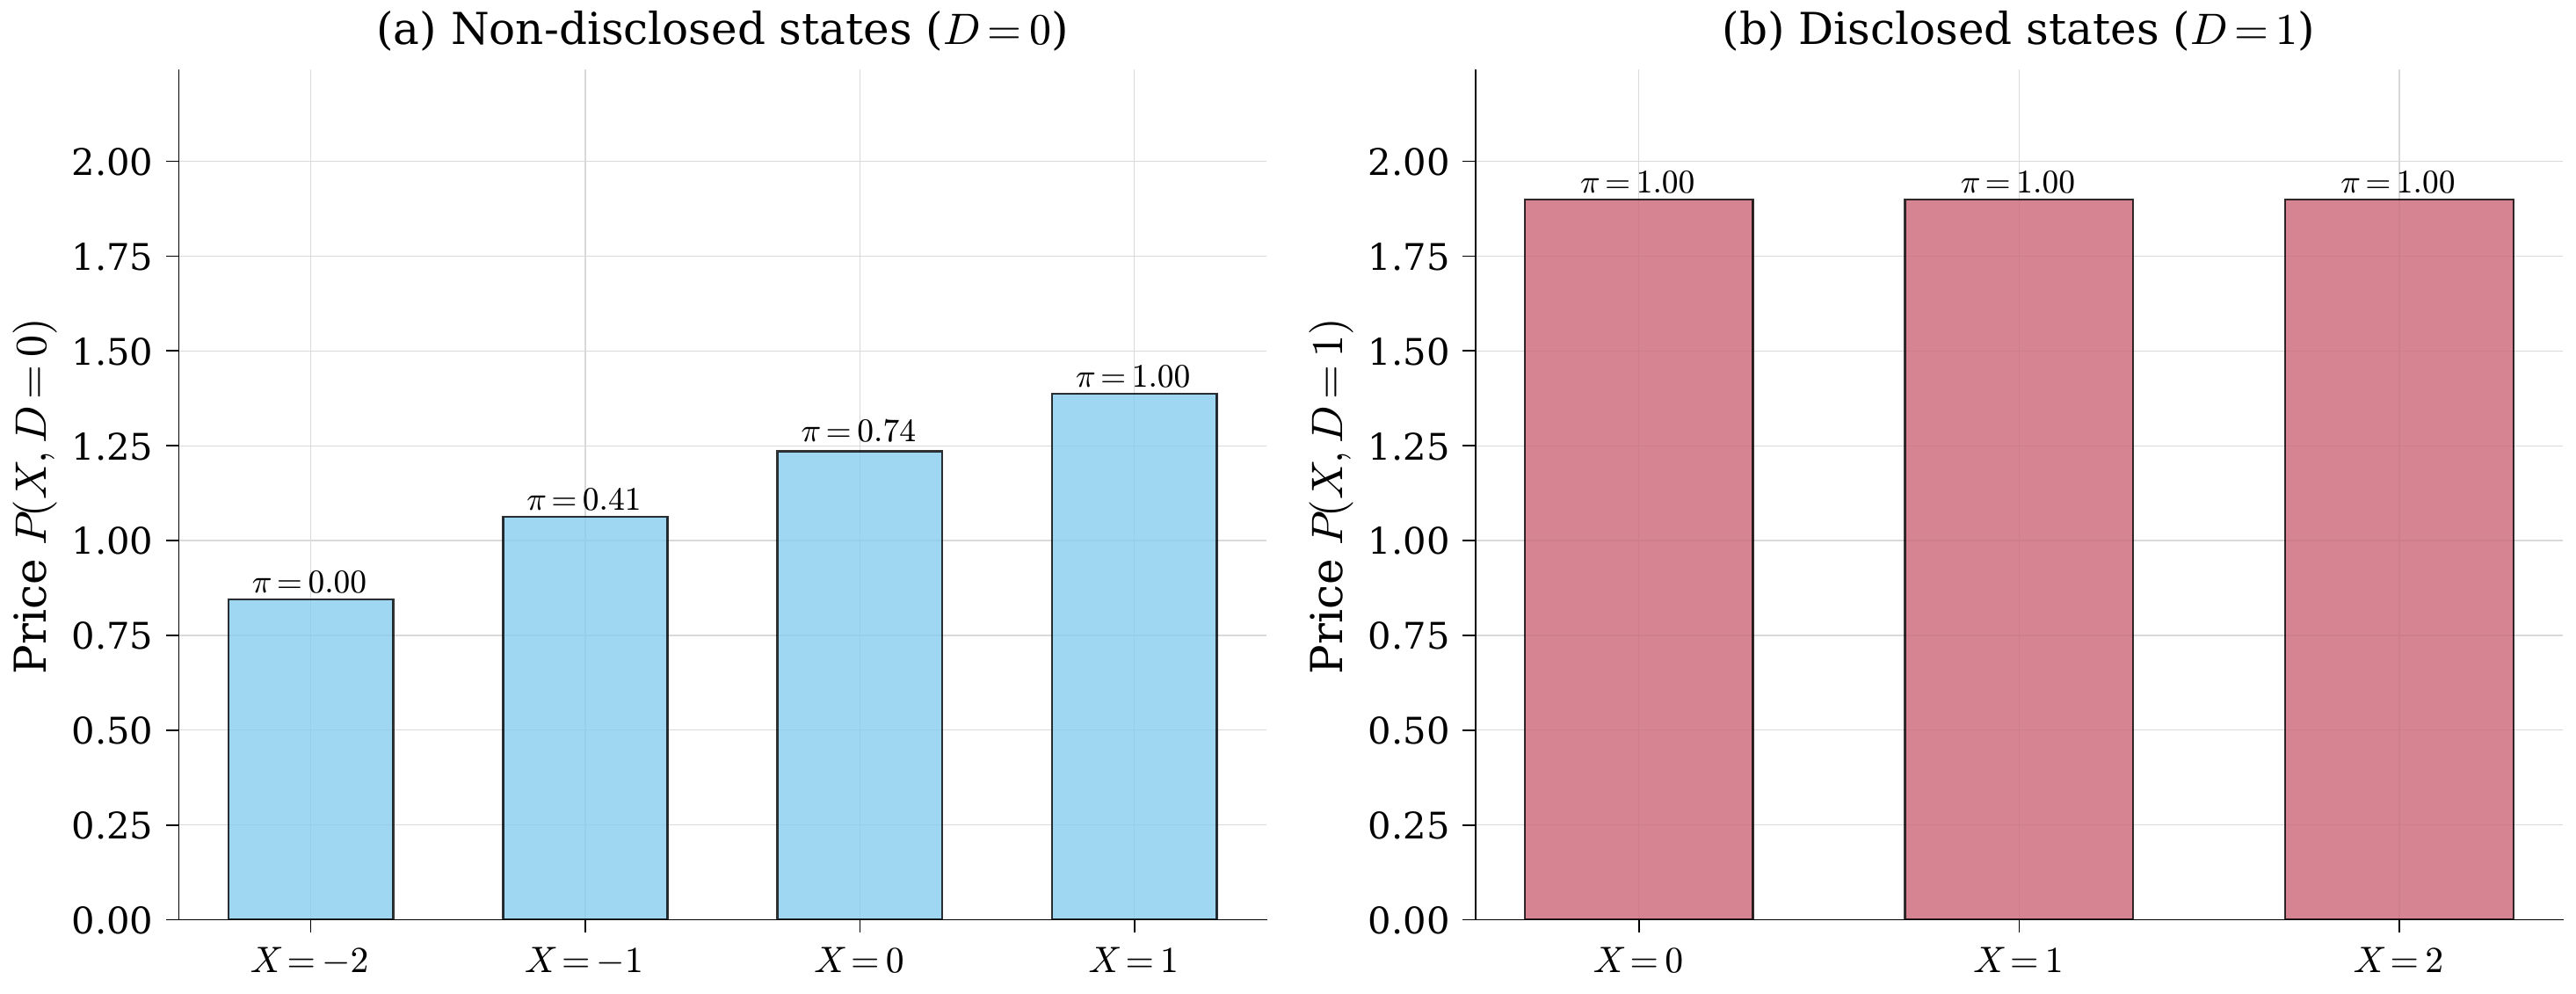 (a) Non-disclosed states (D = 0)
Price P(X, D = 0)
2.00
1.75
1.50
1.25
1.00
0.75
0.50
0.25
0.00
π = 0.00
π = 0.41
π = 0.74
π = 1.00
X = −2
X = −1
X = 0
X = 1
(b) Disclosed states (D = 1)
Price P(X, D = 1)
2.00
1.75
1.50
1.25
1.00
0.75
0.50
0.25
0.00
π = 1.00
π = 1.00
π = 1.00
X = 0
X = 1
X = 2